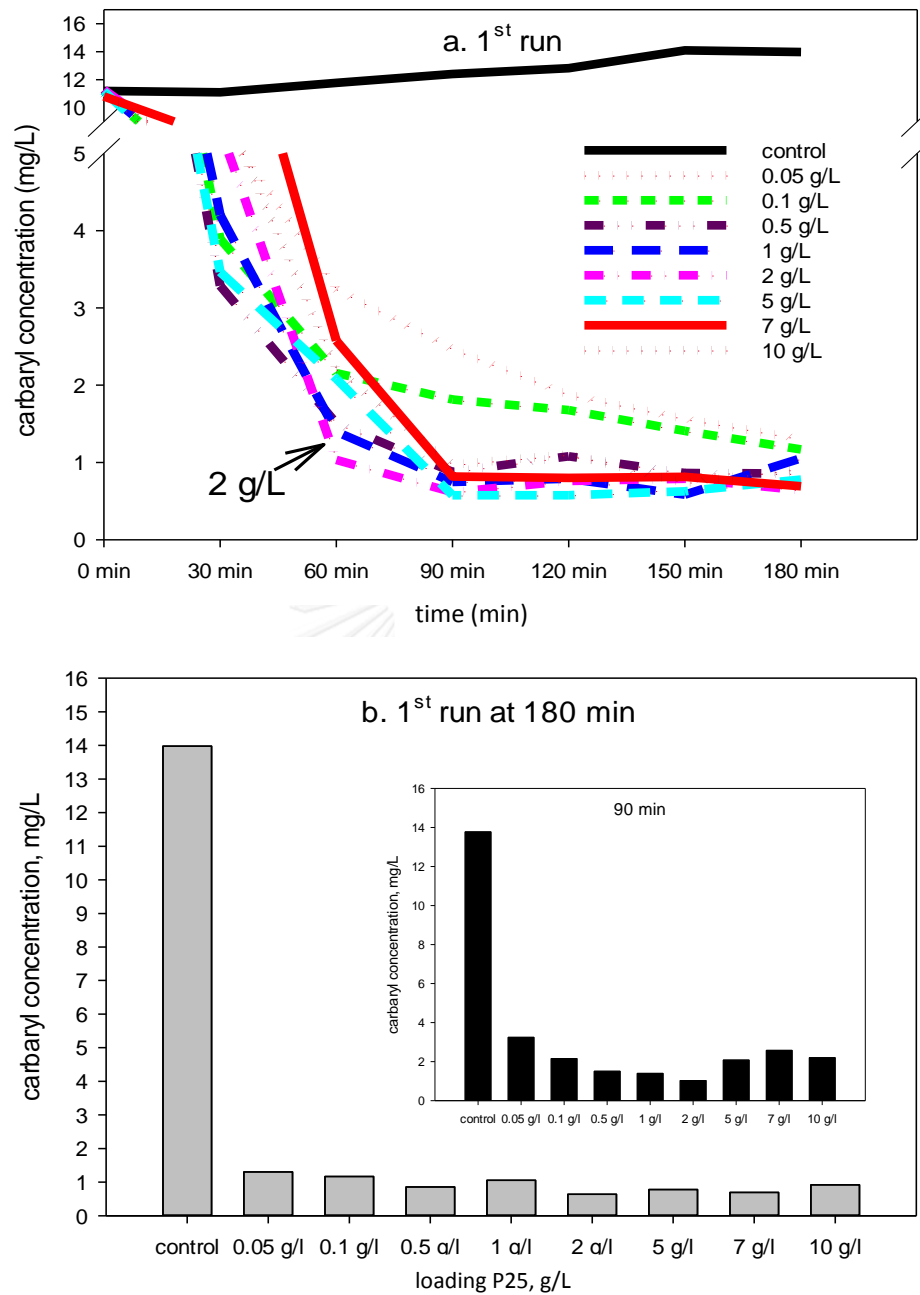 a. 1st run
16
14
12
10
5
4
3
2
1
0
carbaryl concentration (mg/L)
control
0.05 g/L
0.1 g/L
0.5 g/L
1 g/L
2 g/L
5 g/L
7 g/L
10 g/L
2 g/L
0 min 30 min 60 min 90 min 120 min 150 min 180 min
time (min)
b. 1st run at 180 min
16
15
14
13
12
11
10
9
8
7
6
5
4
3
2
1
0
carbaryl concentration, mg/L
90 min
16
14
12
10
8
6
4
2
0
carbaryl concentration, mg/L
control 0.05 g/l 0.1 g/l 0.5 g/l 1 g/l 2 g/l 5 g/l 7 g/l 10 g/l
control 0.05 g/l 0.1 g/l 0.5 g/l 1 g/l 2 g/l 5 g/l 7 g/l 10 g/l
loading P25, g/L